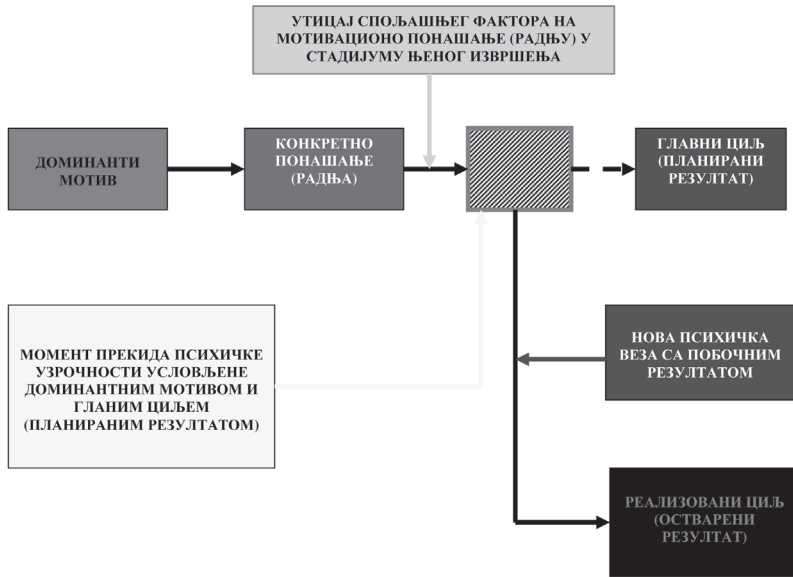 УТИЦАЈ СПОЉАШЊЕГ ФАКТОРА НА
МОТИВАЦИОНО ПОНАШАЊЕ (РАДЊУ) У
СТАДИЈУМУ ЊЕНОГ ИЗВРШЕЊА
ДОМИНАНТИ
МОТИВ
КОНКРЕТНО
ПОНАШАЊЕ
(РАДЊА)
ГЛАВНИ ЦИЉ
(ПЛАНИРАНИ
РЕЗУЛТАТ)
МОМЕНТ ПРЕКИДА ПСИХИЧКЕ
УЗРОЧНОСТИ УСЛОВЉЕНЕ
ДОМИНАНТНИМ МОТИВОМ И
ГЛАНИМ ЦИЉЕМ
(ПЛАНИРАНИМ РЕЗУЛТАТОМ)
НОВА ПСИХИЧКА
ВЕЗА СА ПОБОЧНИМ
РЕЗУЛТАТОМ
РЕАЛИЗОВАНИ ЦИЉ
(ОСТВАРЕНИ
РЕЗУЛТАТ)